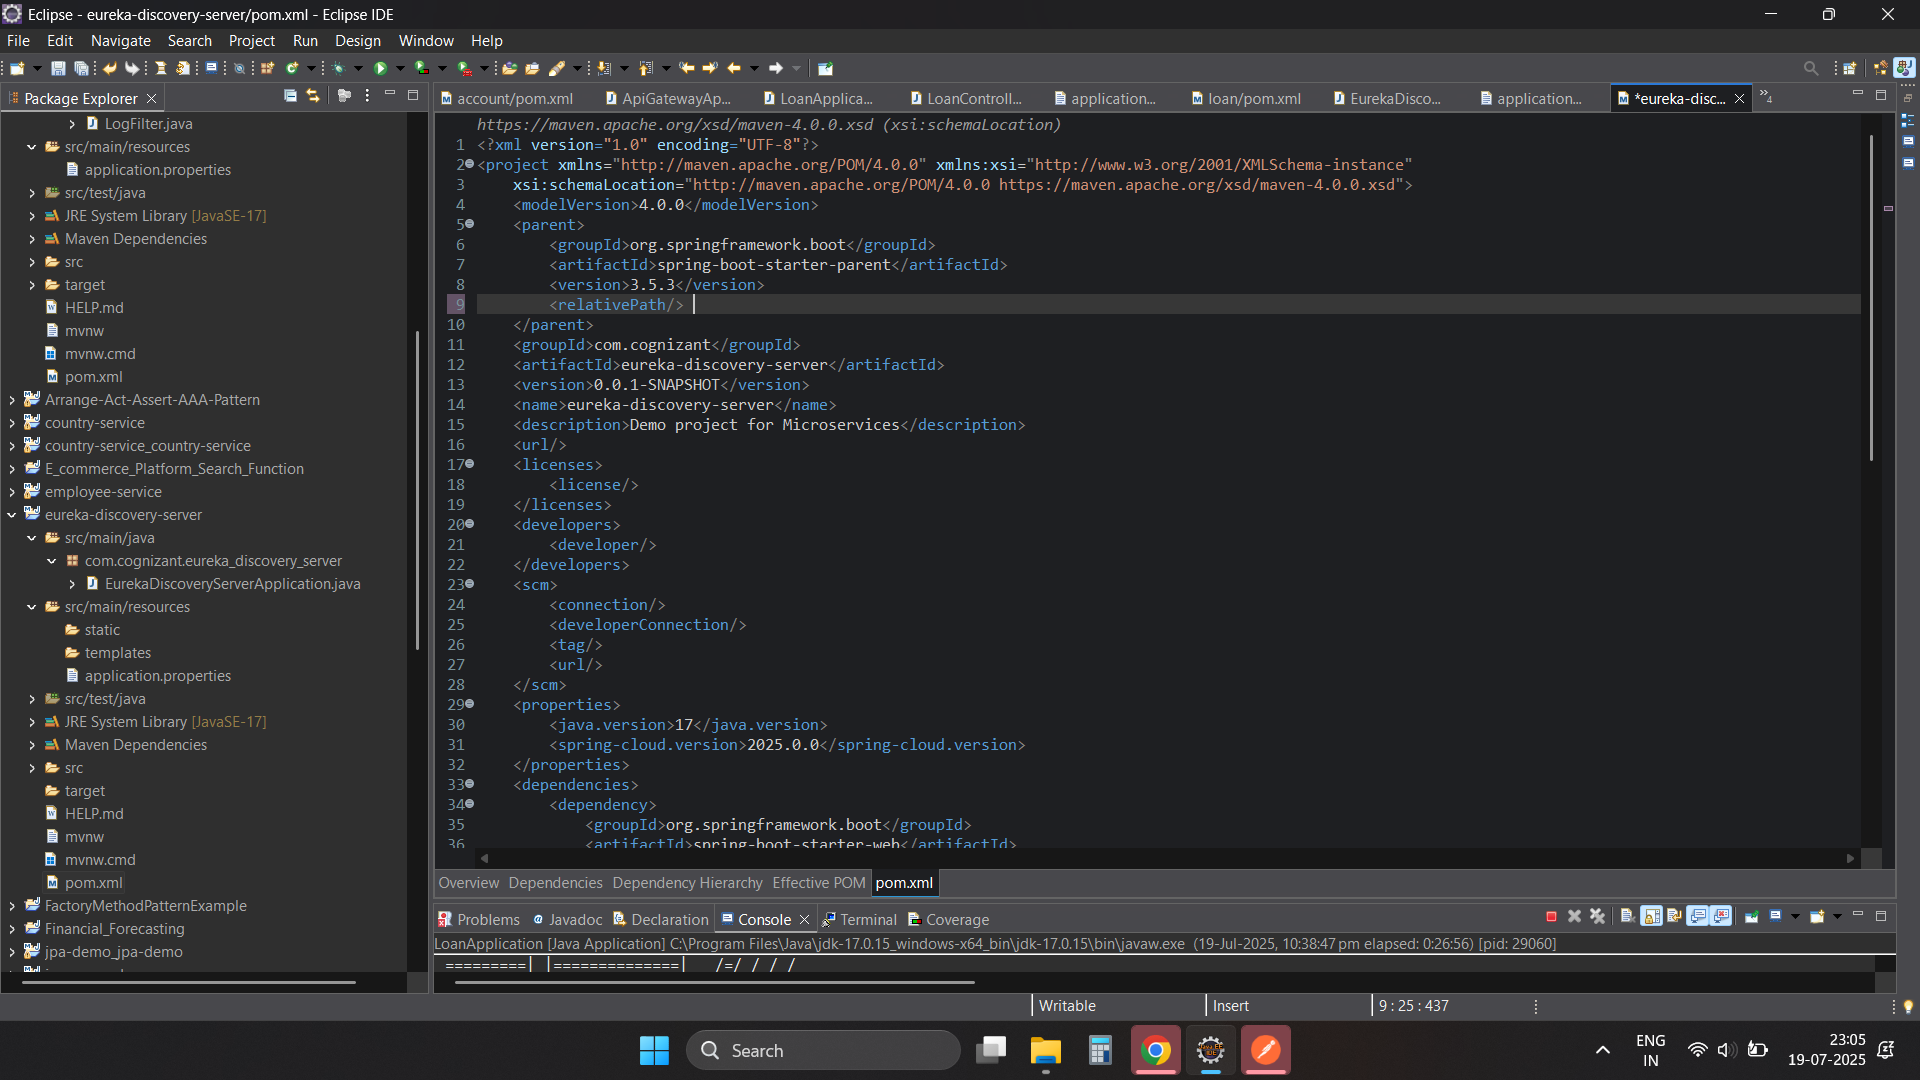 Eclipse - eureka-discovery-server/pom.xml - Eclipse IDE
File Edit Navigate Search Project Run Design Window Help
Package Explorer
LogFilter.java
src/main/resources
application.properties
src/test/java
JRE System Library [JavaSE-17]
Maven Dependencies
src
target
HELP.md
mvnw
mvnw.cmd
pom.xml
Arrange-Act-Assert-AAA-Pattern
country-service
country-service_country-service
E_commerce_Platform_Search_Function
employee-service
eureka-discovery-server
src/main/java
com.cognizant.eureka_discovery_server
EurekaDiscoveryServerApplication.java
src/main/resources
static
templates
application.properties
src/test/java
JRE System Library [JavaSE-17]
Maven Dependencies
src
target
HELP.md
mvnw
mvnw.cmd
pom.xml
FactoryMethodPatternExample
Financial_Forecasting
jpa-demo_jpa-demo
account/pom.xml ApiGatewayAp... LoanApplica... LoanControll... application... loan/pom.xml EurekaDisco... application... *eureka-disc... »4
https://maven.apache.org/xsd/maven-4.0.0.xsd (xsi:schemaLocation)
1 <?xml version="1.0" encoding="UTF-8"?>
2 <project xmlns="http://maven.apache.org/POM/4.0.0" xmlns:xsi="http://www.w3.org/2001/XMLSchema-instance"
3 xsi:schemaLocation="http://maven.apache.org/POM/4.0.0 https://maven.apache.org/xsd/maven-4.0.0.xsd">
4 <modelVersion>4.0.0</modelVersion>
5 <parent>
6 <groupId>org.springframework.boot</groupId>
7 <artifactId>spring-boot-starter-parent</artifactId>
8 <version>3.5.3</version>
9 <relativePath/>
10 </parent>
11 <groupId>com.cognizant</groupId>
12 <artifactId>eureka-discovery-server</artifactId>
13 <version>0.0.1-SNAPSHOT</version>
14 <name>eureka-discovery-server</name>
15 <description>Demo project for Microservices</description>
16 <url/>
17 <licenses>
18 <license/>
19 </licenses>
20 <developers>
21 <developer/>
22 </developers>
23 <scm>
24 <connection/>
25 <developerConnection/>
26 <tag/>
27 <url/>
28 </scm>
29 <properties>
30 <java.version>17</java.version>
31 <spring-cloud.version>2025.0.0</spring-cloud.version>
32 </properties>
33 <dependencies>
34 <dependency>
35 <groupId>org.springframework.boot</groupId>
36 <artifactId>spring-boot-starter-web</artifactId>
Overview Dependencies Dependency Hierarchy Effective POM pom.xml
Problems Javadoc Declaration Console Terminal Coverage
LoanApplication [Java Application] C:\Program Files\Java\jdk-17.0.15_windows-x64_bin\jdk-17.0.15\bin\javaw.exe (19-Jul-2025, 10:38:47 pm elapsed: 0:26:56) [pid: 29060]
=========|_|==============|___/=/_/_/_/
Writable Insert 9 : 25 : 437
Search
ENG
IN
23:05
19-07-2025